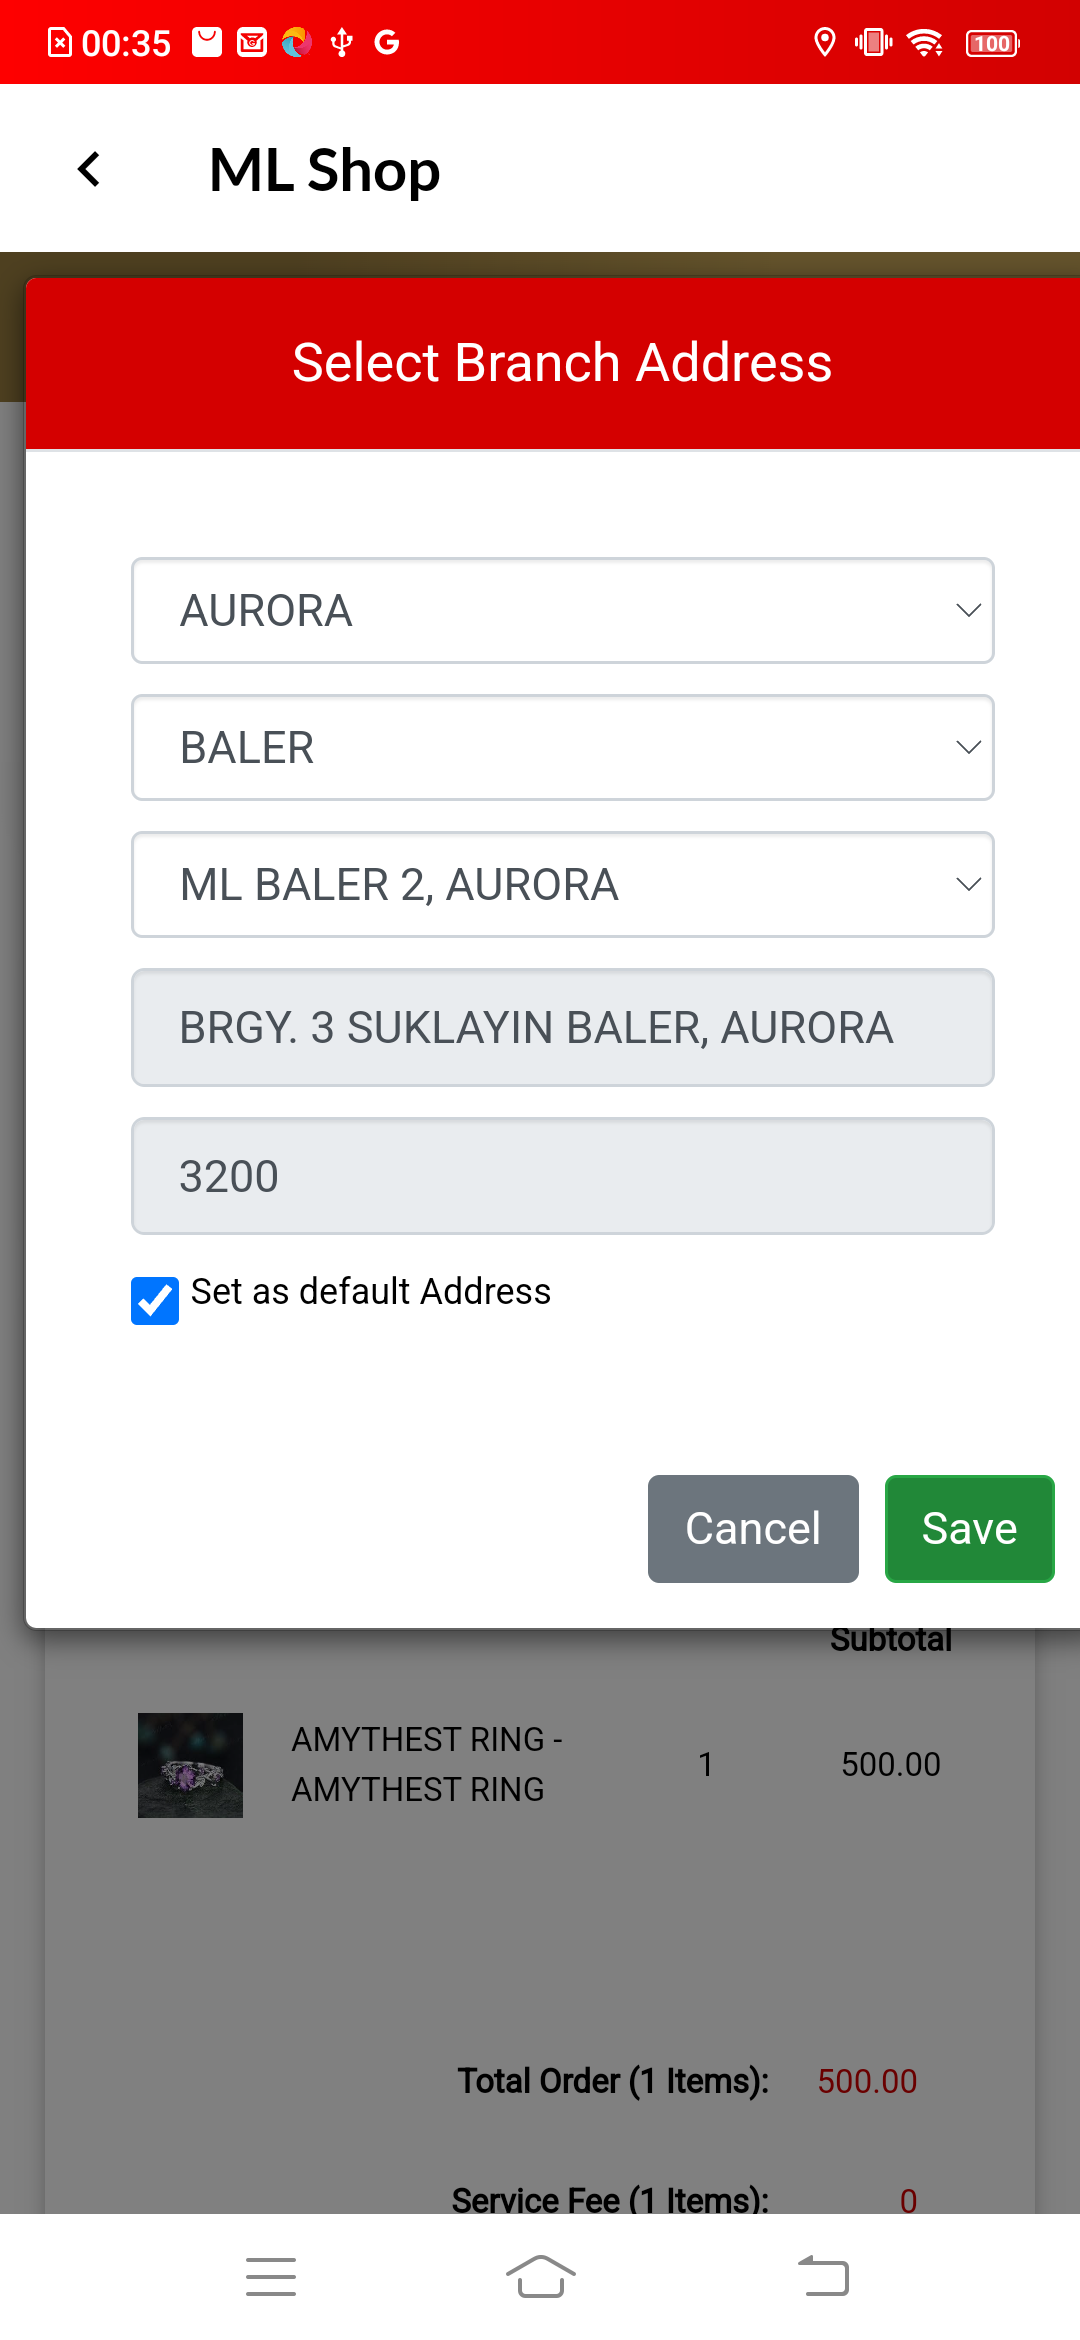 00:35
100
ML Shop
Select Branch Address
AURORA
BALER
ML BALER 2, AURORA
BRGY. 3 SUKLAYIN BALER, AURORA
3200
Set as default Address
Cancel
Save
Subtotal
AMYTHEST RING -
AMYTHEST RING
1
500.00
Total Order (1 Items): 500.00
Service Fee (1 Items): 0